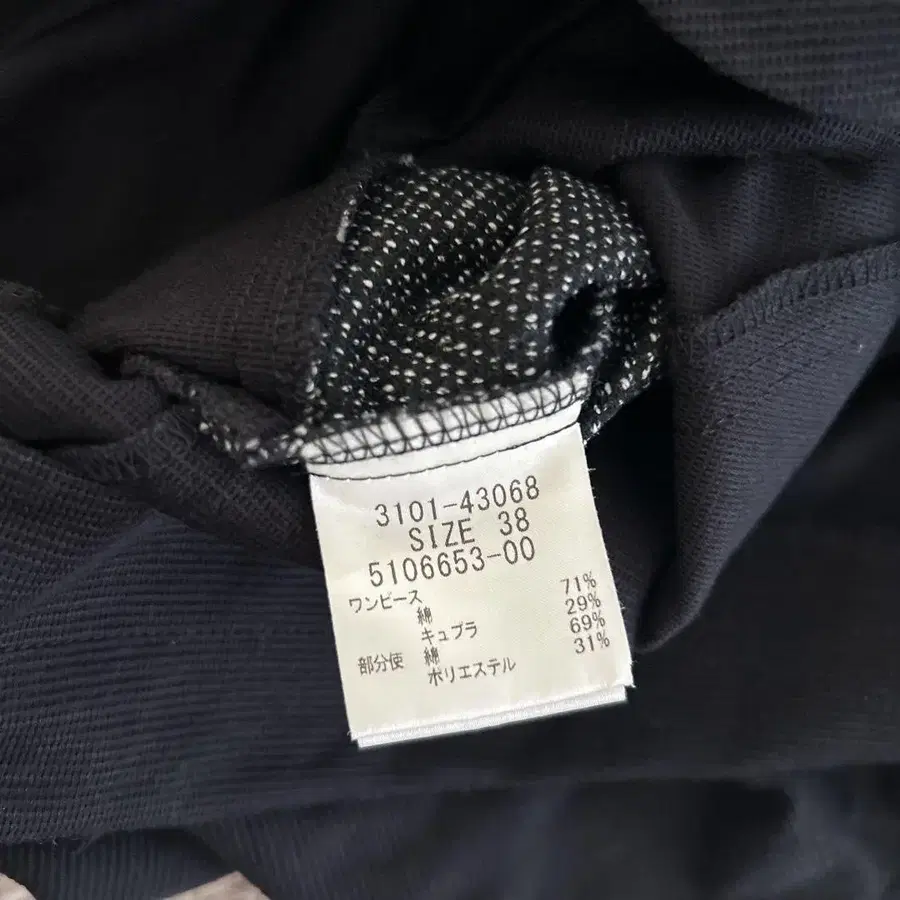 3101-43068
SIZE 38
5106653-00
ワンピース
綿 71%
キュプラ 29%
部分使 綿 69%
ポリエステル 31%